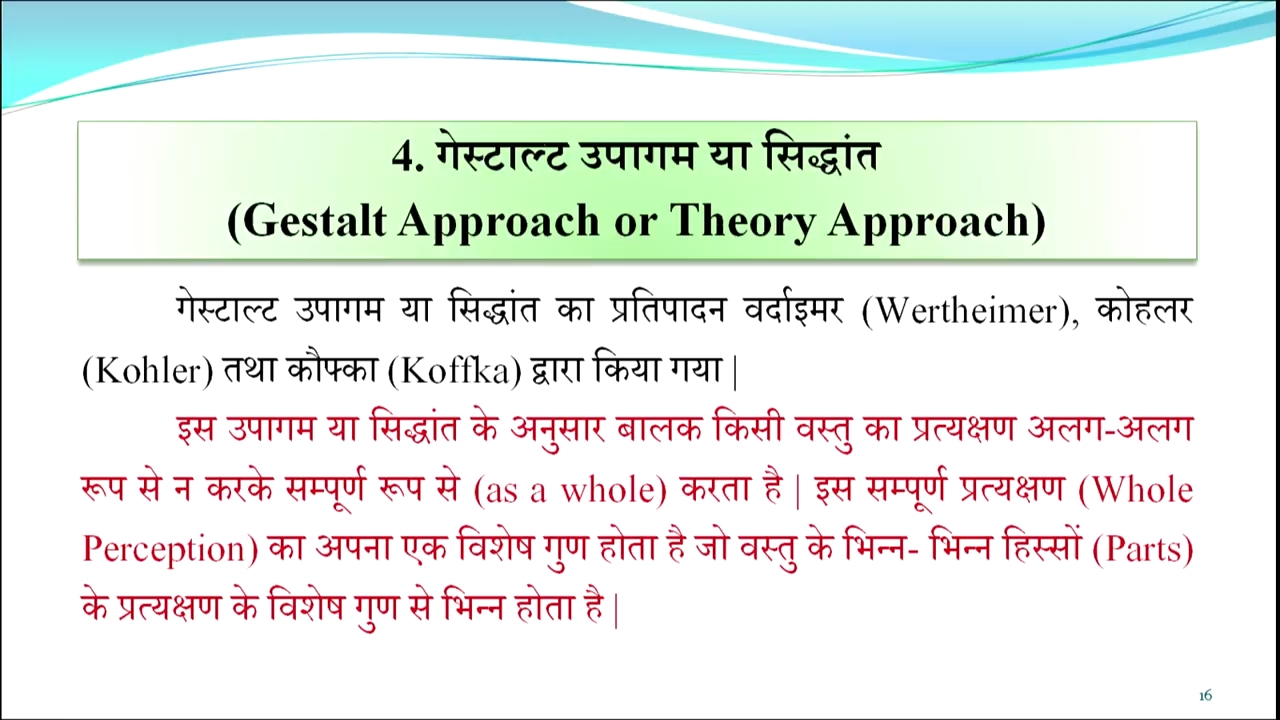 4. गेस्टाल्ट उपागम या सिद्धांत
(Gestalt Approach or Theory Approach)
गेस्टाल्ट उपागम या सिद्धांत का प्रतिपादन वर्दाइमर (Wertheimer), कोहलर
(Kohler) तथा कौफ्का (Koffka) द्वारा किया गया |
इस उपागम या सिद्धांत के अनुसार बालक किसी वस्तु का प्रत्यक्षण अलग-अलग
रूप से न करके सम्पूर्ण रूप से (as a whole) करता है | इस सम्पूर्ण प्रत्यक्षण (Whole
Perception) का अपना एक विशेष गुण होता है जो वस्तु के भिन्न- भिन्न हिस्सों (Parts)
के प्रत्यक्षण के विशेष गुण से भिन्न होता है |
16